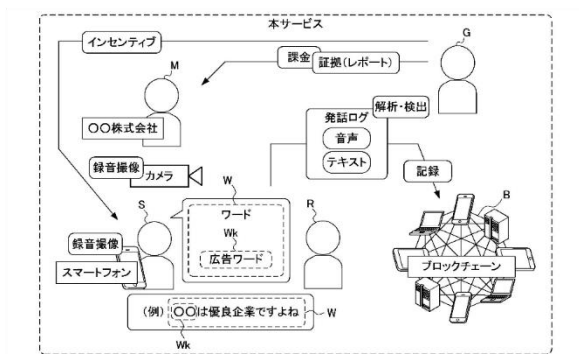 本サービス
インセンティブ
G
M
課金
証拠(レポート)
解析・検出
〇〇株式会社
発話ログ
音声
テキスト
録音撮像
カメラ
W
記録
S
ワード
R
B
Wk
録音撮像
広告ワード
スマートフォン
ブロックチェーン
(例) 〇〇は優良企業ですよね
W
Wk